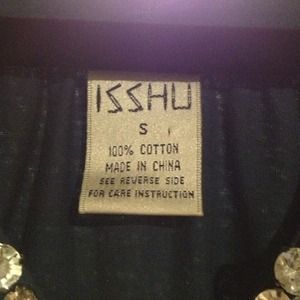 ISSHU
S
100% COTTON
MADE IN CHINA
SEE REVERSE SIDE
FOR CARE INSTRUCTION